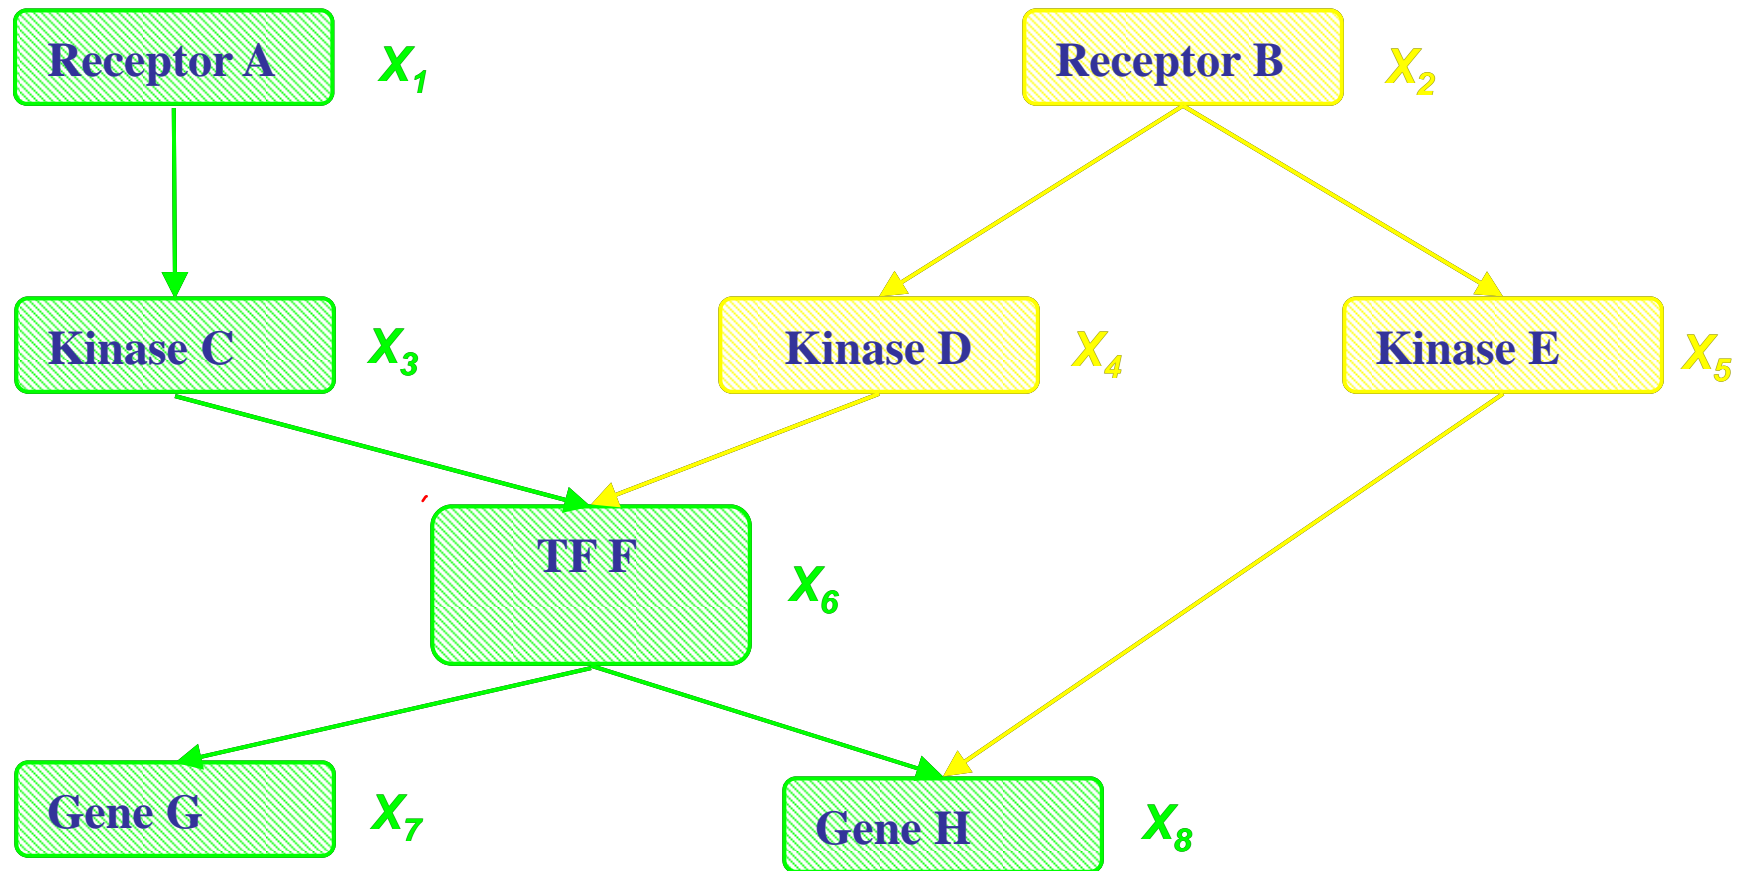 Receptor A
X1
Receptor B
X2
Kinase C
X3
Kinase D
X4
Kinase E
X5
TF F
X6
Gene G
X7
Gene H
X8